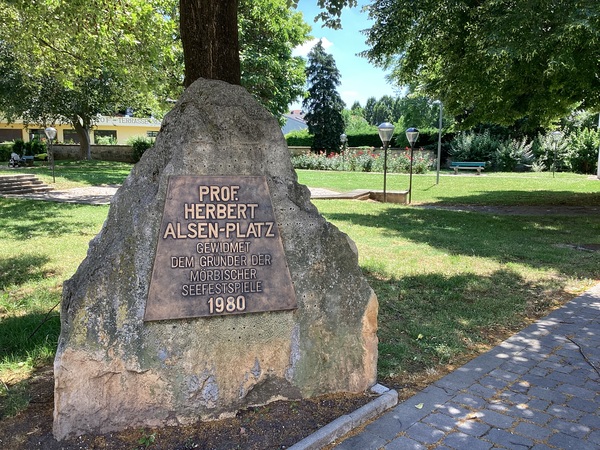 PROF.
HERBERT
ALSEN-PLATZ
GEWIDMET
DEM GRÜNDER DER
MÖRBISCHER
SEEFESTSPIELE
1980